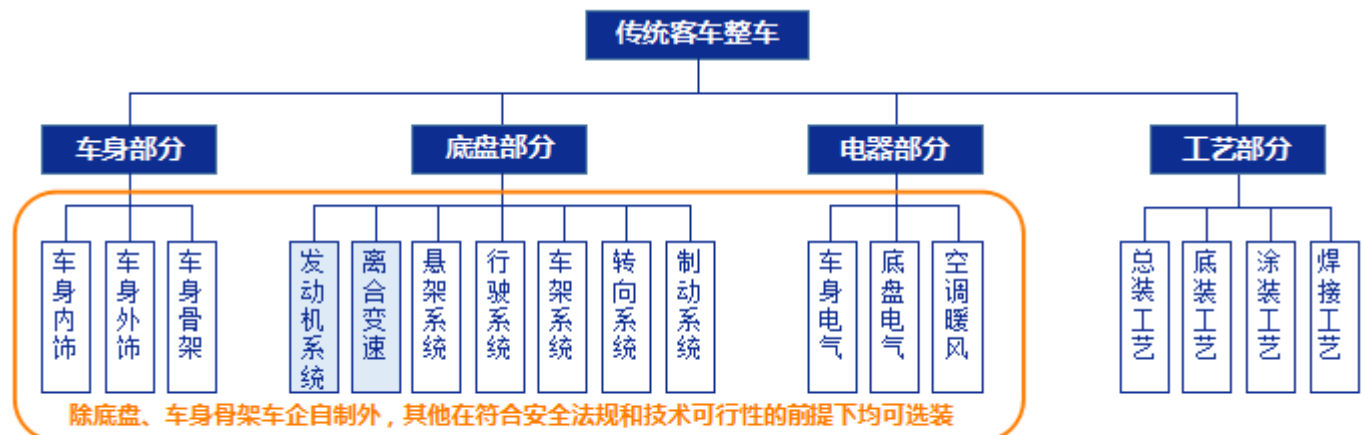 传统客车整车
车身部分
底盘部分
电器部分
工艺部分
车身内饰
车身外饰
车身骨架
发动机系统
离合变速
悬架系统
行驶系统
车架系统
转向系统
制动系统
车身电气
底盘电气
空调暖风
总装工艺
底装工艺
涂装工艺
焊接工艺
除底盘、车身骨架车企自制外，其他在符合安全法规和技术可行性的前提下均可选装